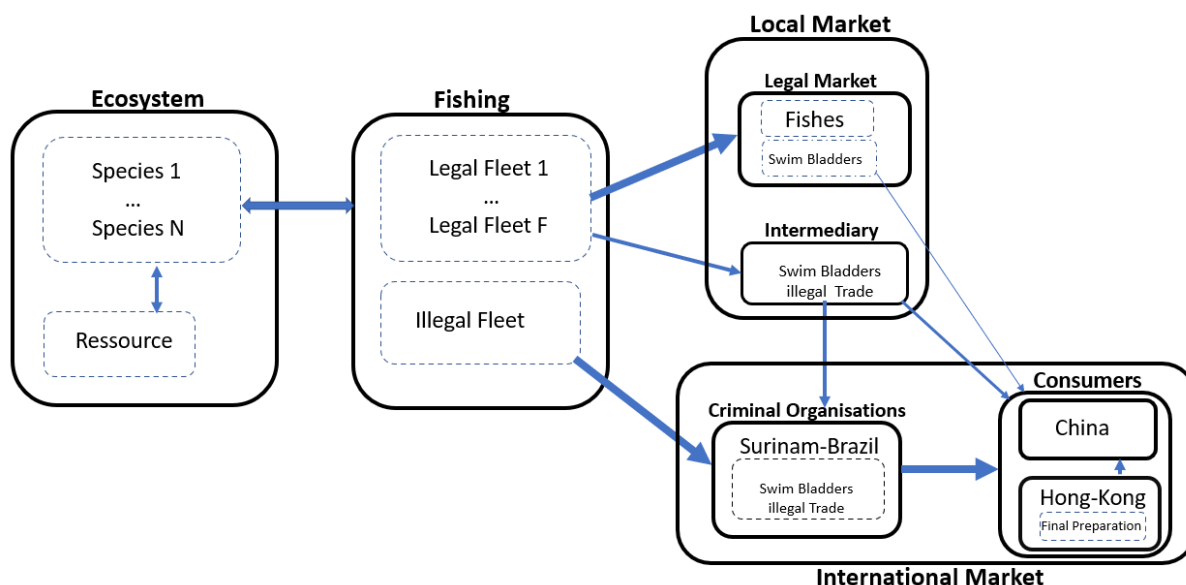 Ecosystem
Species 1
...
Species N
Ressource
Fishing
Legal Fleet 1
...
Legal Fleet F
Illegal Fleet
Local Market
Legal Market
Fishes
Swim Bladders
Intermediary
Swim Bladders
illegal Trade
Criminal Organisations
Surinam-Brazil
Swim Bladders
illegal Trade
Consumers
China
Hong-Kong
Final Preparation
International Market